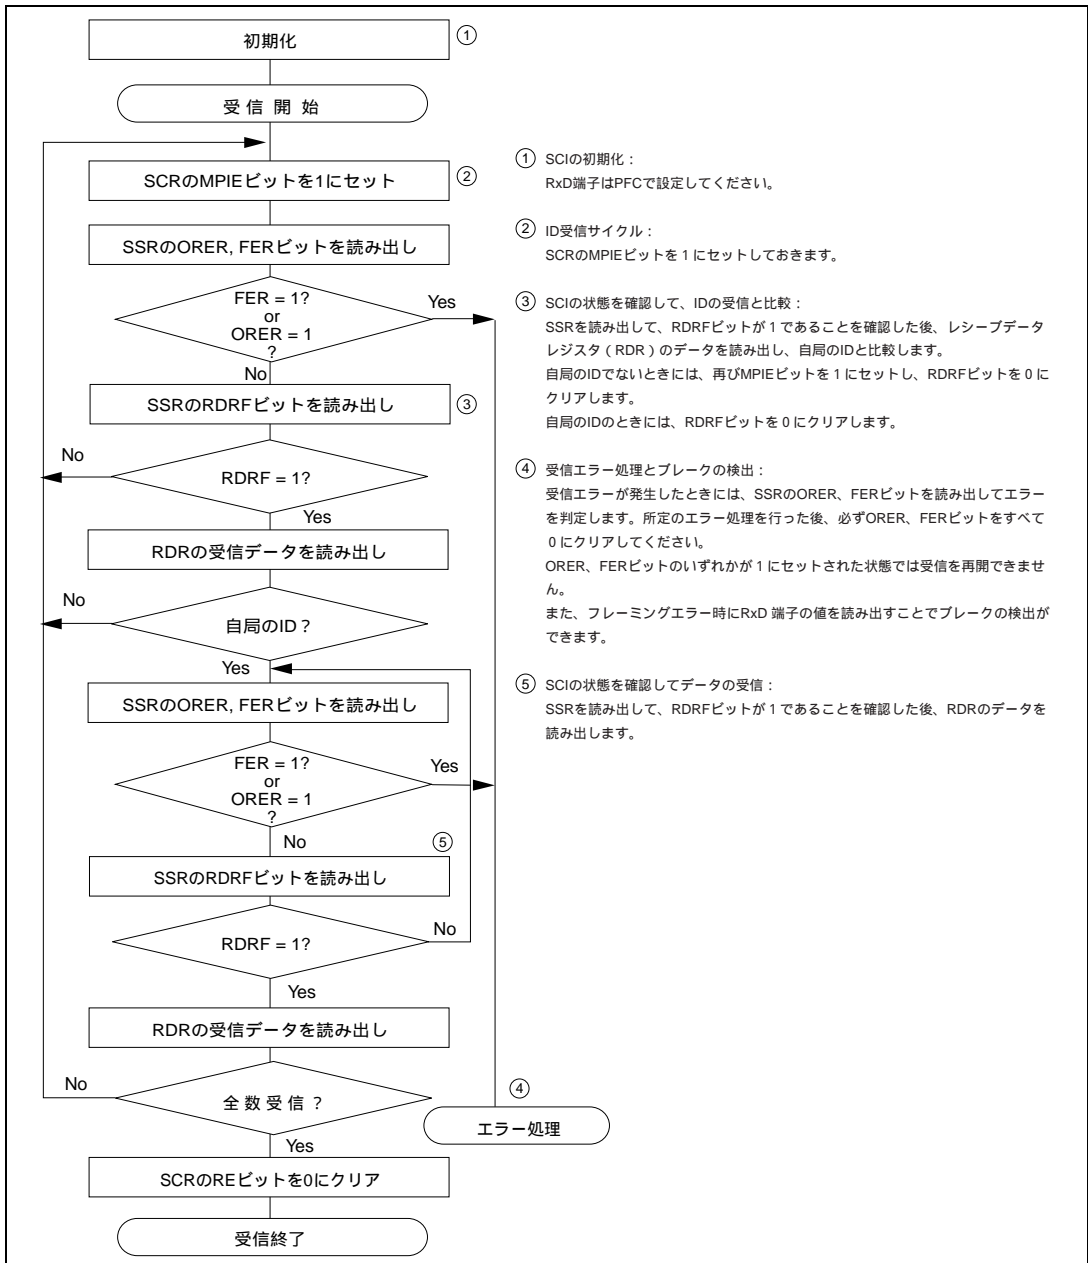 初期化
①
受信開始
SCRのMPIEビットを1にセット
②
SSRのORER, FERビットを読み出し
FER = 1?
or
ORER = 1
?
Yes
No
SSRのRDRFビットを読み出し
③
No
RDRF = 1?
Yes
RDRの受信データを読み出し
No
自局のID？
Yes
SSRのORER, FERビットを読み出し
FER = 1?
or
ORER = 1
?
Yes
No
⑤
SSRのRDRFビットを読み出し
No
RDRF = 1?
Yes
RDRの受信データを読み出し
No
全数受信？
④
エラー処理
Yes
SCRのREビットを0にクリア
受信終了
① SCIの初期化：
RxD端子はPFCで設定してください。
② ID受信サイクル：
SCRのMPIEビットを１にセットしておきます。
③ SCIの状態を確認して、IDの受信と比較：
SSRを読み出して、RDRFビットが１であることを確認した後、レシーブデータ
レジスタ（RDR）のデータを読み出し、自局のIDと比較します。
自局のIDでないときには、再びMPIEビットを１にセットし、RDRFビットを０に
クリアします。
自局のIDのときには、RDRFビットを０にクリアします。
④ 受信エラー処理とブレークの検出：
受信エラーが発生したときには、SSRのORER、FERビットを読み出してエラー
を判定します。所定のエラー処理を行った後、必ずORER、FERビットをすべて
０にクリアしてください。
ORER、FERビットのいずれかが１にセットされた状態では受信を再開できませ
ん。
また、フレーミングエラー時にRxD 端子の値を読み出すことでブレークの検出が
できます。
⑤ SCIの状態を確認してデータの受信：
SSRを読み出して、RDRFビットが１であることを確認した後、RDRのデータを
読み出します。